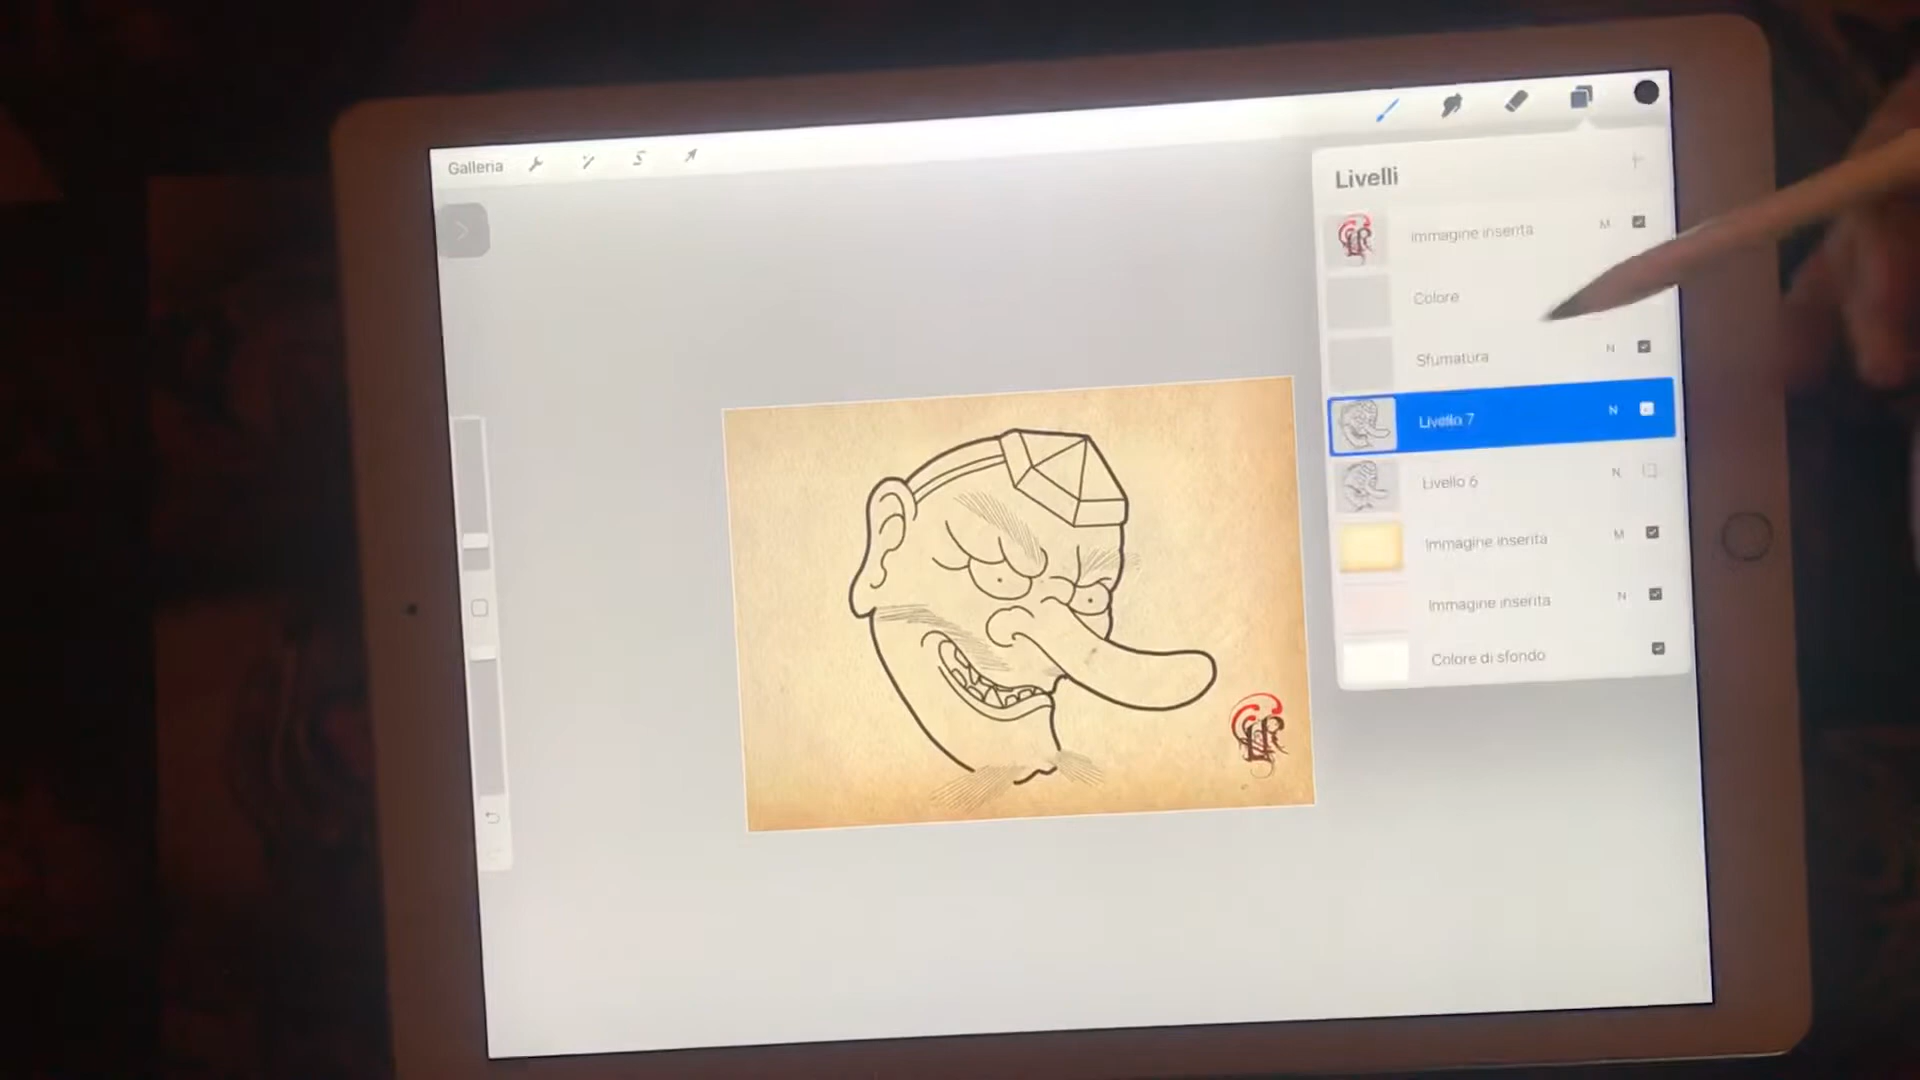 Galleria
Livelli
Immagine inserita M
Colore
Sfumatura N
Livello 7 N
Livello 6 N
Immagine inserita M
Immagine inserita N
Colore di sfondo